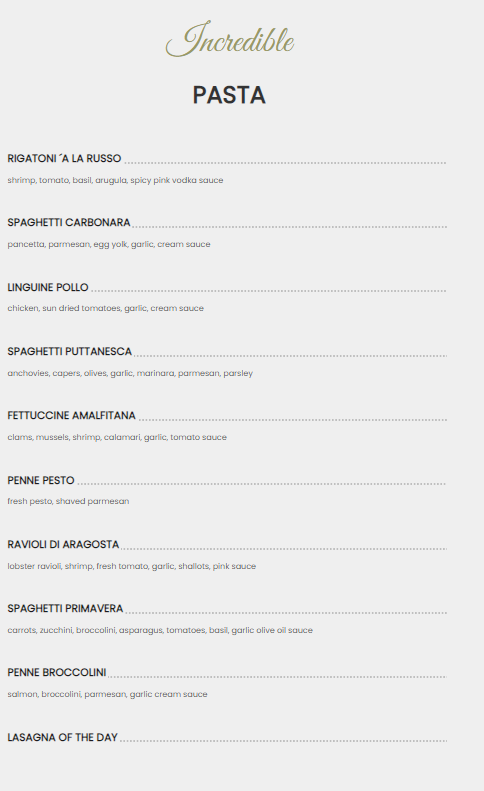 Incredible
PASTA
RIGATONI ´A LA RUSSO
shrimp, tomato, basil, arugula, spicy pink vodka sauce
SPAGHETTI CARBONARA
pancetta, parmesan, egg yolk, garlic, cream sauce
LINGUINE POLLO
chicken, sun dried tomatoes, garlic, cream sauce
SPAGHETTI PUTTANESCA
anchovies, capers, olives, garlic, marinara, parmesan, parsley
FETTUCCINE AMALFITANA
clams, mussels, shrimp, calamari, garlic, tomato sauce
PENNE PESTO
fresh pesto, shaved parmesan
RAVIOLI DI ARAGOSTA
lobster ravioli, shrimp, fresh tomato, garlic, shallots, pink sauce
SPAGHETTI PRIMAVERA
carrots, zucchini, broccolini, asparagus, tomatoes, basil, garlic olive oil sauce
PENNE BROCCOLINI
salmon, broccolini, parmesan, garlic cream sauce
LASAGNA OF THE DAY